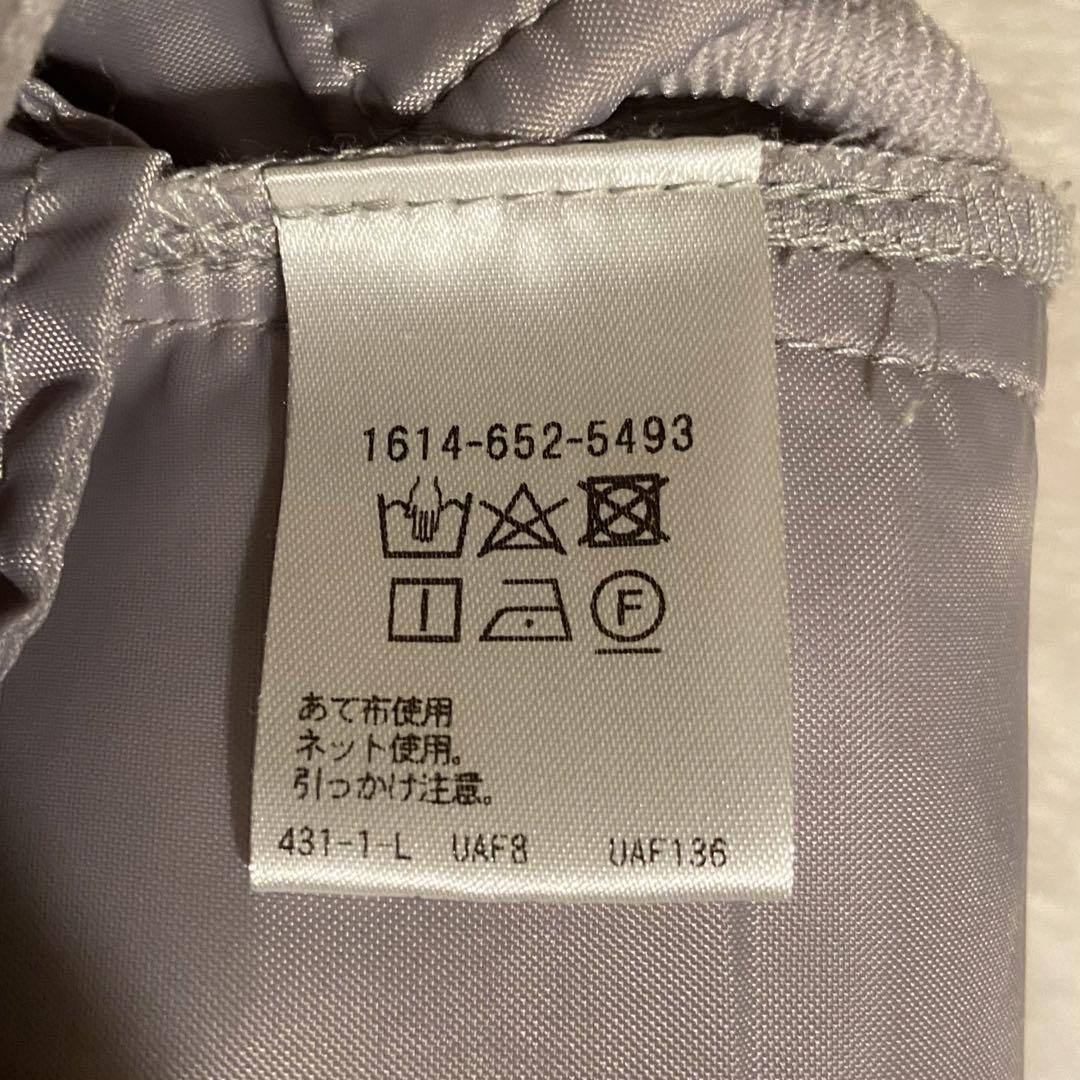 1614-652-5493
F
あて布使用
ネット使用。
引っかけ注意。
431-1-L UAF8 UAF136